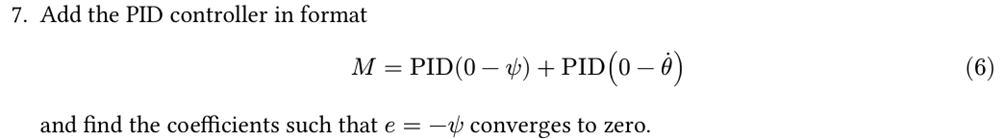 7. Add the PID controller in format
M = PID(0 − ψ) + PID(0 − θ̇) (6)
and find the coefficients such that e = −ψ converges to zero.